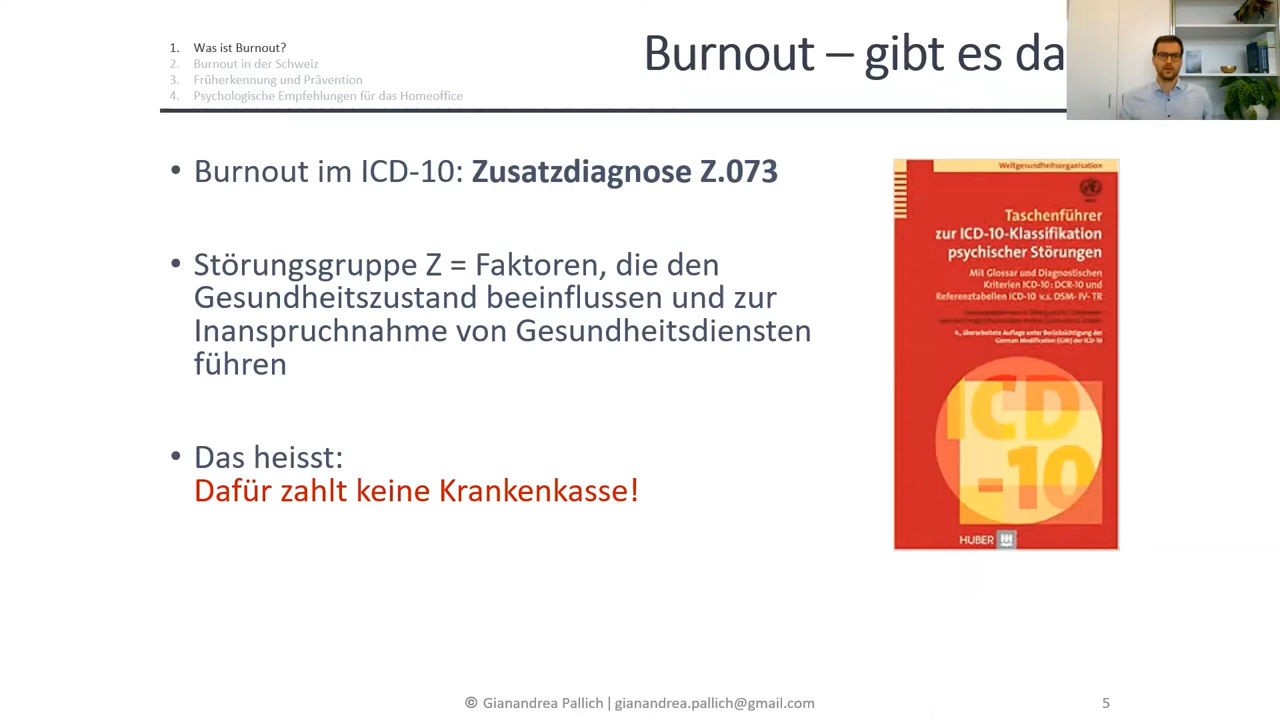 1. Was ist Burnout?
2. Burnout in der Schweiz
3. Früherkennung und Prävention
4. Psychologische Empfehlungen für das Homeoffice
Burnout – gibt es da
• Burnout im ICD-10: Zusatzdiagnose Z.073
• Störungsgruppe Z = Faktoren, die den
Gesundheitszustand beeinflussen und zur
Inanspruchnahme von Gesundheitsdiensten
führen
• Das heisst:
Dafür zahlt keine Krankenkasse!
Weltgesundheitsorganisation
Taschenführer
zur ICD-10-Klassifikation
psychischer Störungen
Mit Glossar und Diagnostischen
Kriterien ICD-10: DCR-10 und
Referenztabellen ICD-10 v.s. DSM-IV-TR
4., überarbeitete Auflage unter Berücksichtigung der
German Modification (GM) der ICD-10
ICD
-10
HUBER
© Gianandrea Pallich | gianandrea.pallich@gmail.com
5